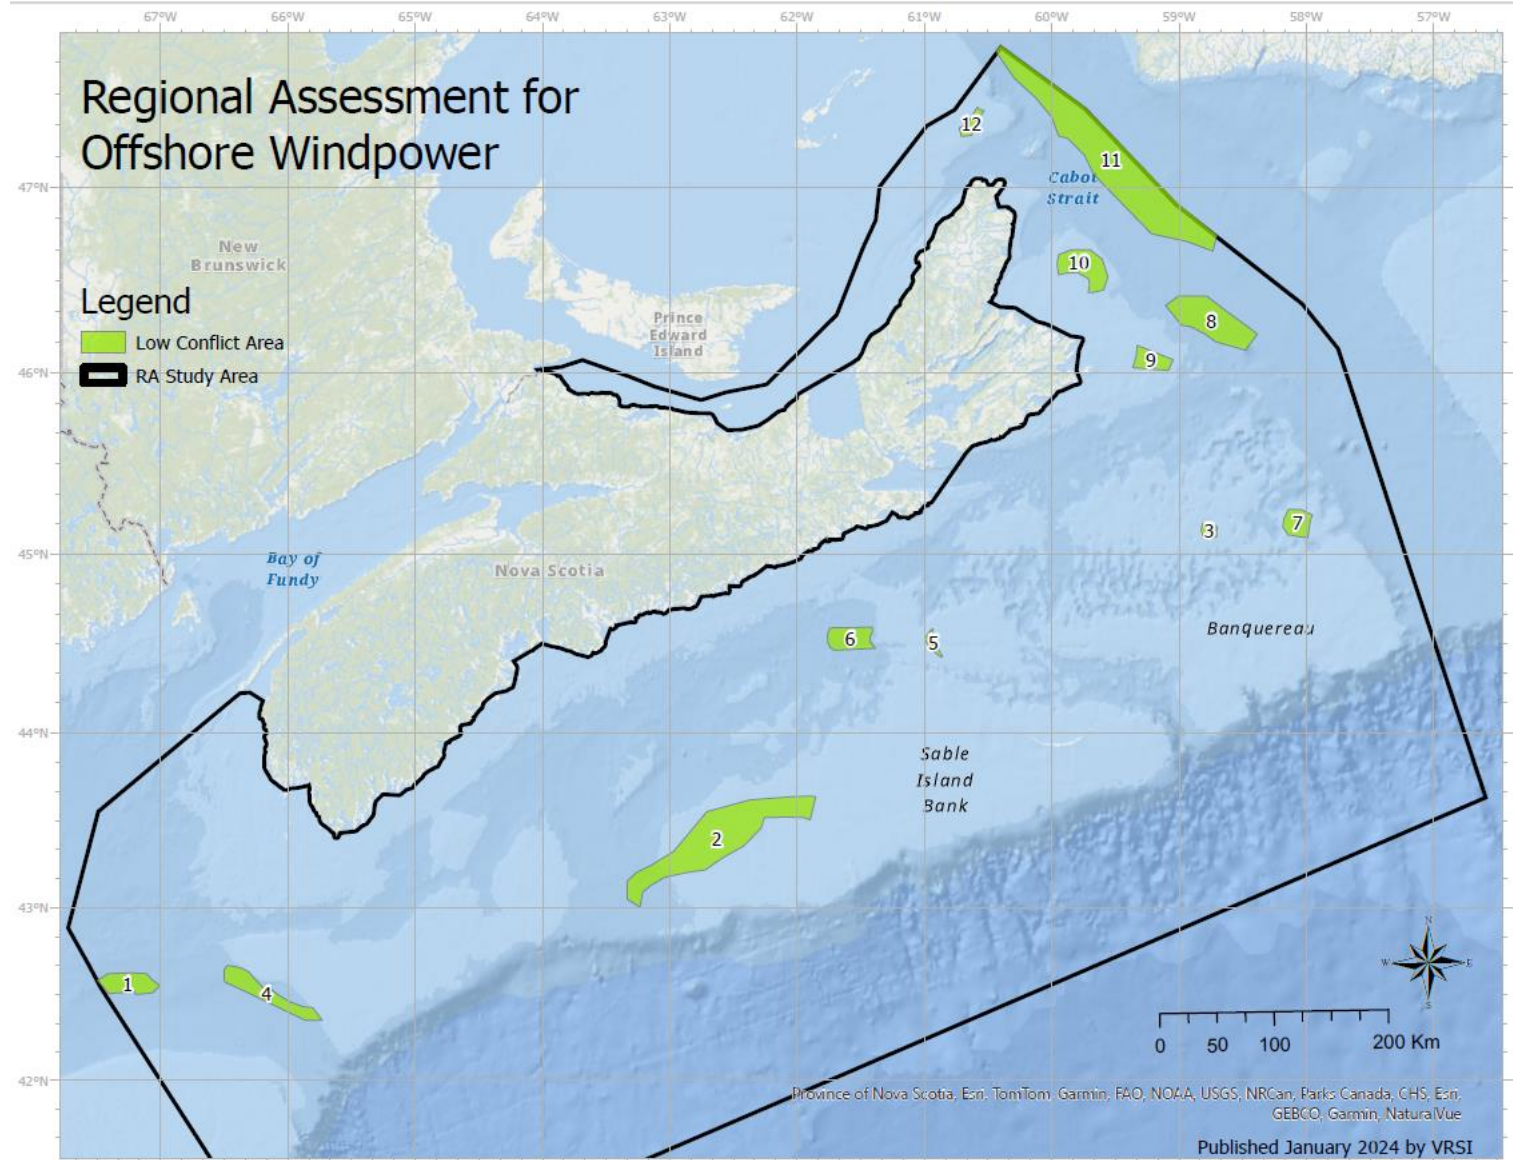 67°W 66°W 65°W 64°W 63°W 62°W 61°W 60°W 59°W 58°W 57°W
Regional Assessment for
Offshore Windpower
12
11
47°N
Cabot
Strait
New
Brunswick
10
Legend
Prince
Edward
Island
8
Low Conflict Area
9
46°N
RA Study Area
7
3
45°N
Bay of
Fundy
Nova Scotia
Banquereau
6
5
44°N
Sable
Island
Bank
2
43°N
N
W E
S
1
4
0 50 100 200 Km
42°N
Province of Nova Scotia, Esri, TomTom, Garmin, FAO, NOAA, USGS, NRCan, Parks Canada, CHS, Esri,
GEBCO, Garmin, NaturalVue
Published January 2024 by VRSI